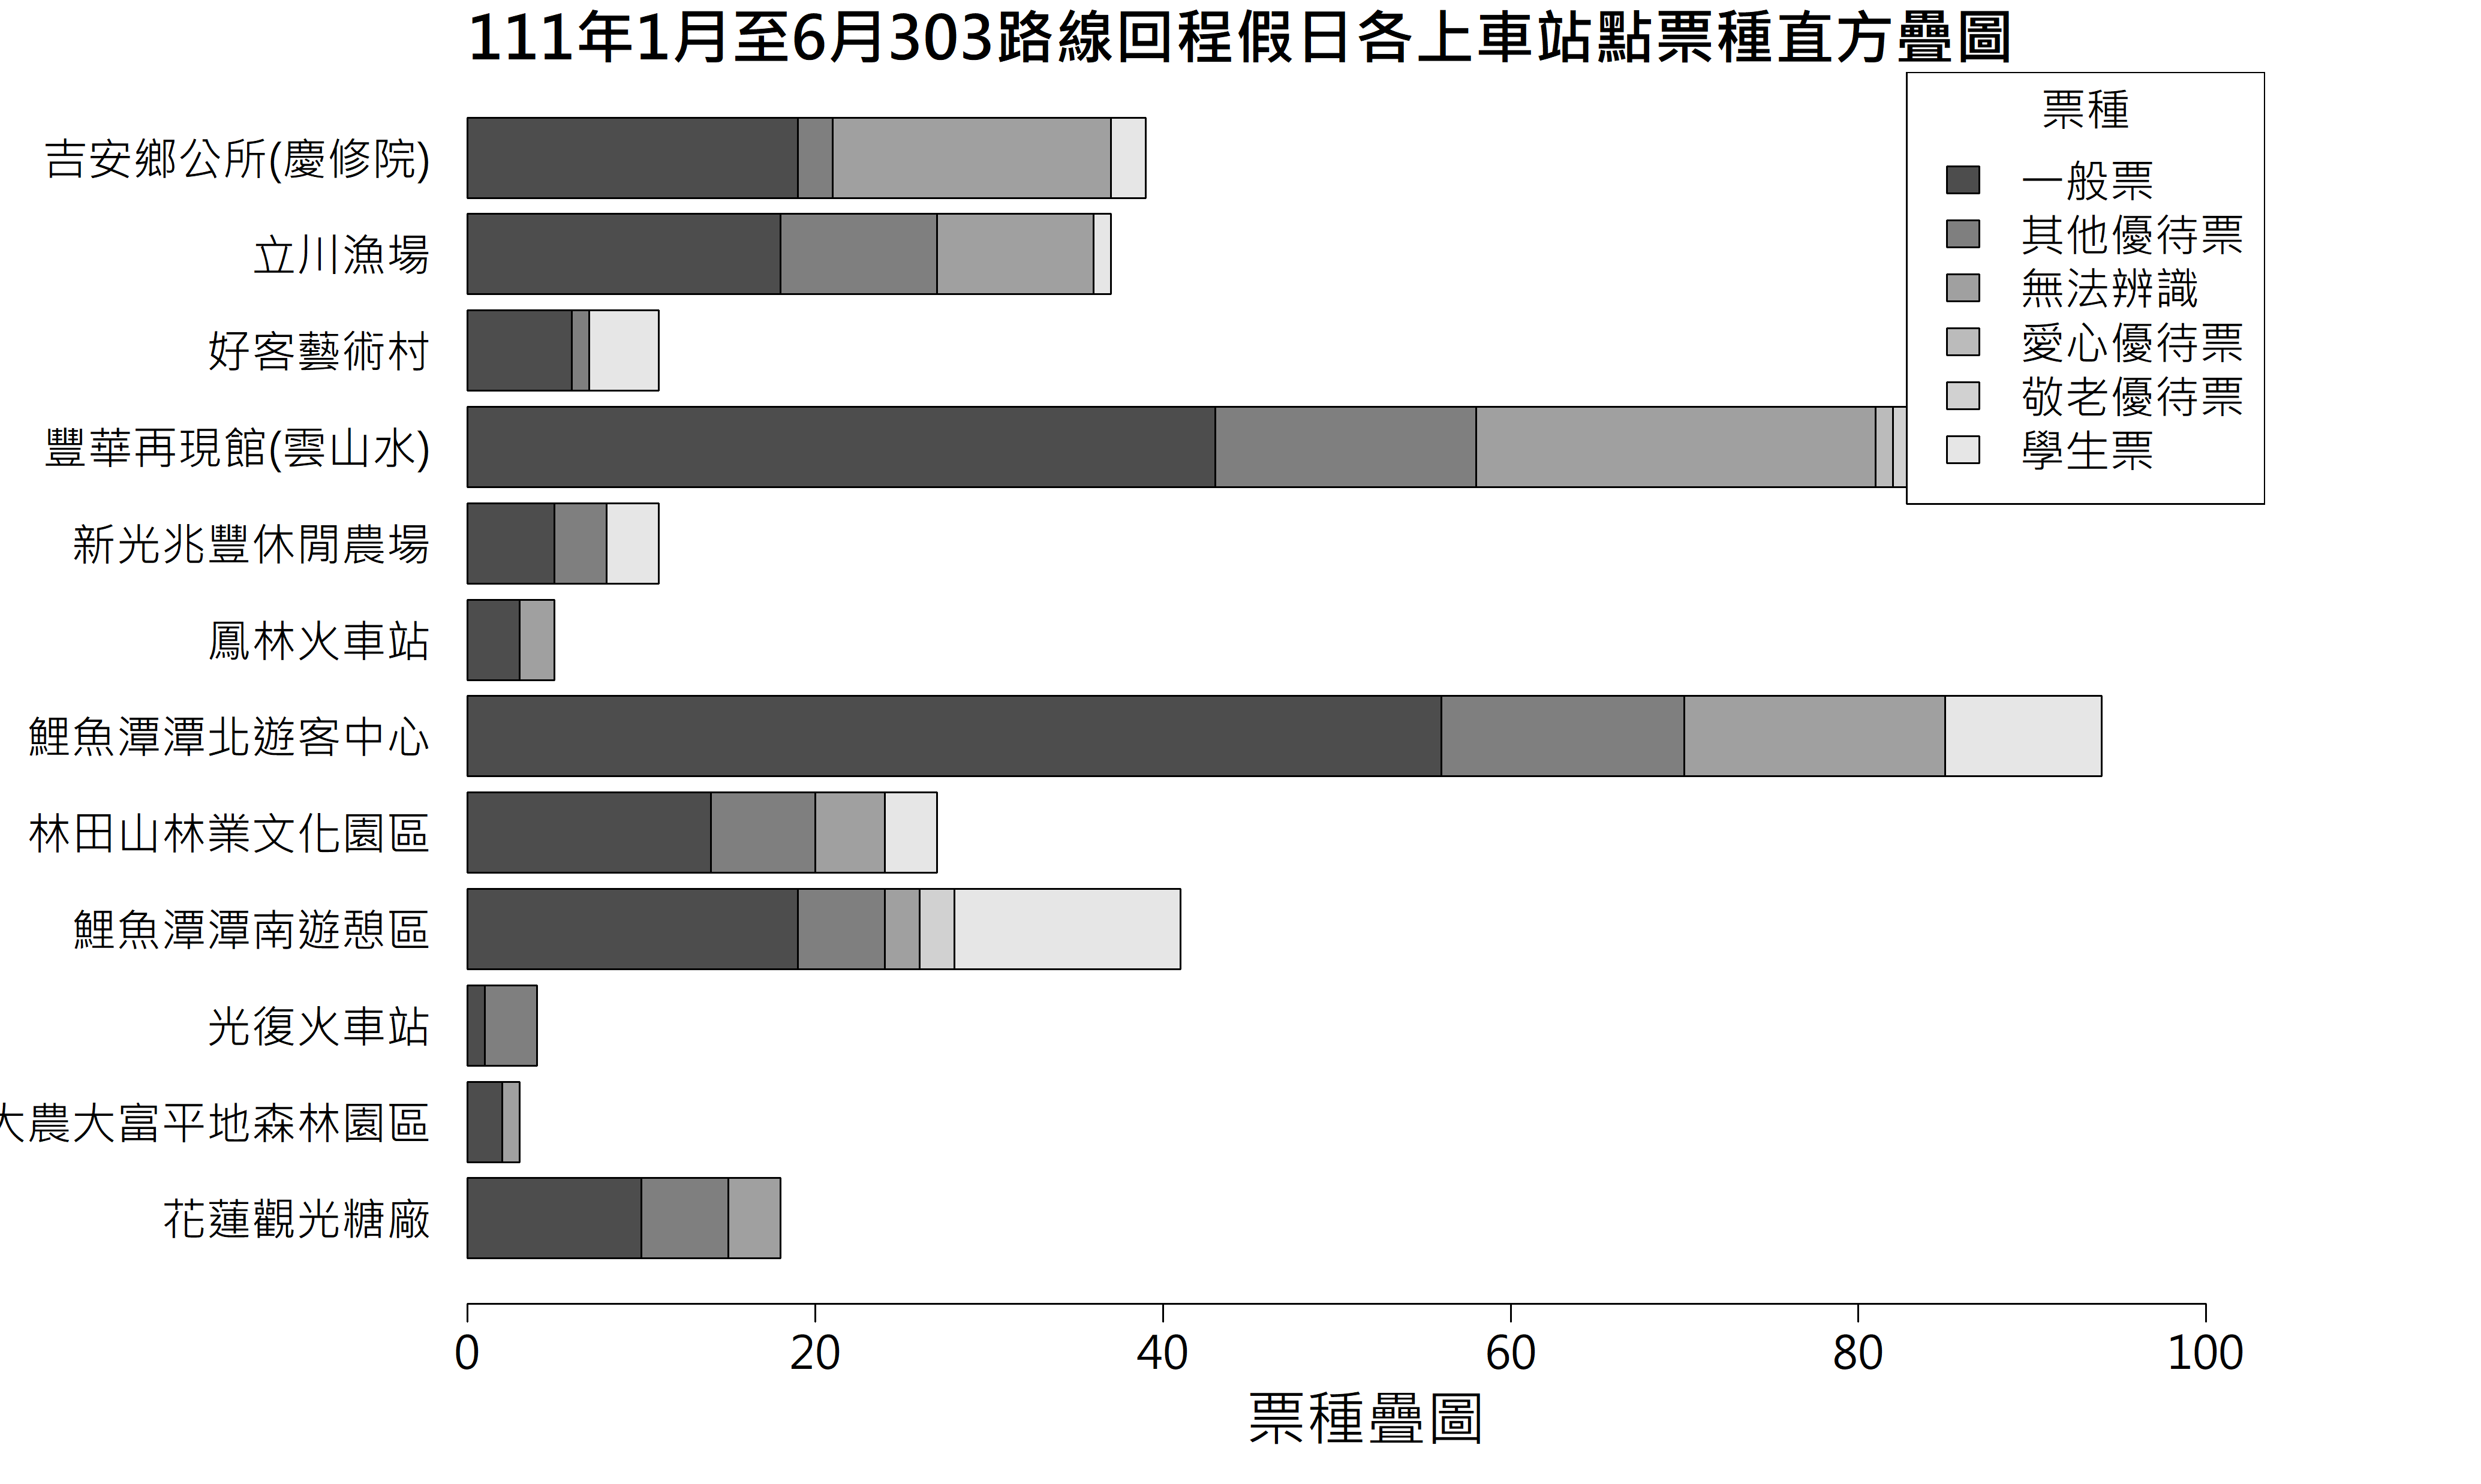 111年1月至6月303路線回程假日各上車站點票種直方疊圖
票種
一般票
其他優待票
無法辨識
愛心優待票
敬老優待票
學生票
吉安鄉公所(慶修院)
立川漁場
好客藝術村
豐華再現館(雲山水)
新光兆豐休閒農場
鳳林火車站
鯉魚潭潭北遊客中心
林田山林業文化園區
鯉魚潭潭南遊憩區
光復火車站
大農大富平地森林園區
花蓮觀光糖廠
0 20 40 60 80 100
票種疊圖